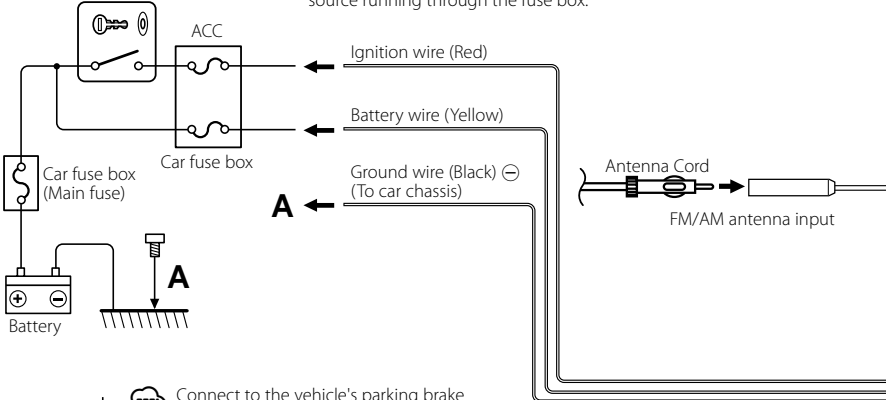 source running through the fuse box.
ACC
Ignition wire (Red)
Battery wire (Yellow)
Car fuse box
Car fuse box
(Main fuse)
Ground wire (Black) ⊖
(To car chassis)
A
A
Antenna Cord
FM/AM antenna input
+ −
Battery
Connect to the vehicle's parking brake